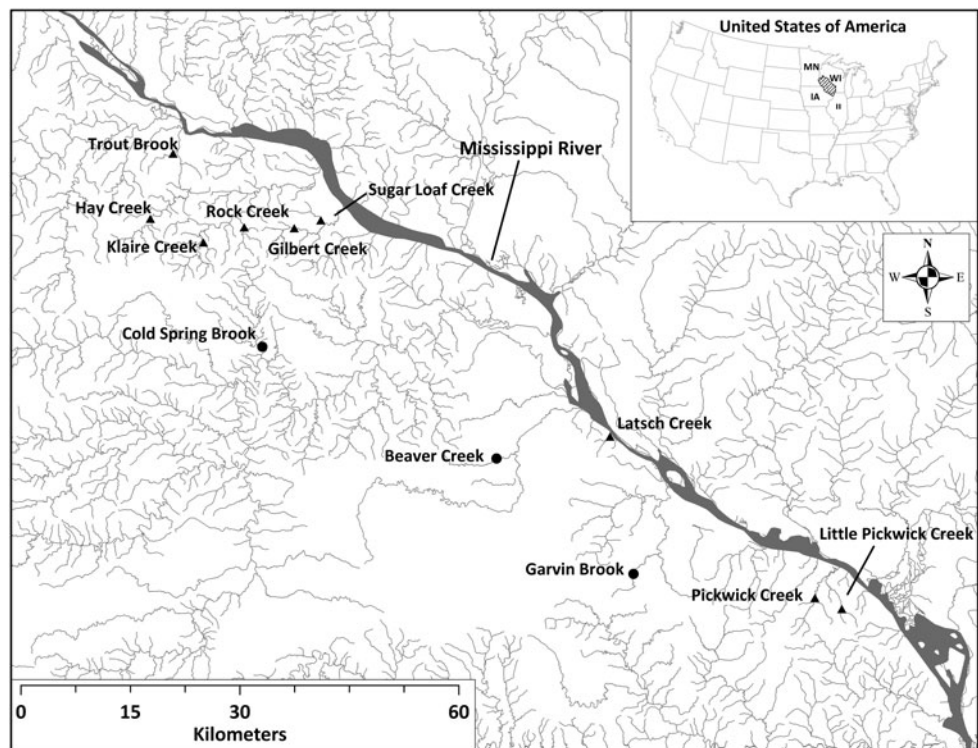 United States of America
MN
WI
IA
Il
Mississippi River
Trout Brook
Sugar Loaf Creek
Hay Creek
Rock Creek
Klaire Creek
Gilbert Creek
N
W
E
S
Cold Spring Brook
Latsch Creek
Beaver Creek
Little Pickwick Creek
Garvin Brook
Pickwick Creek
0
15
30
60
Kilometers